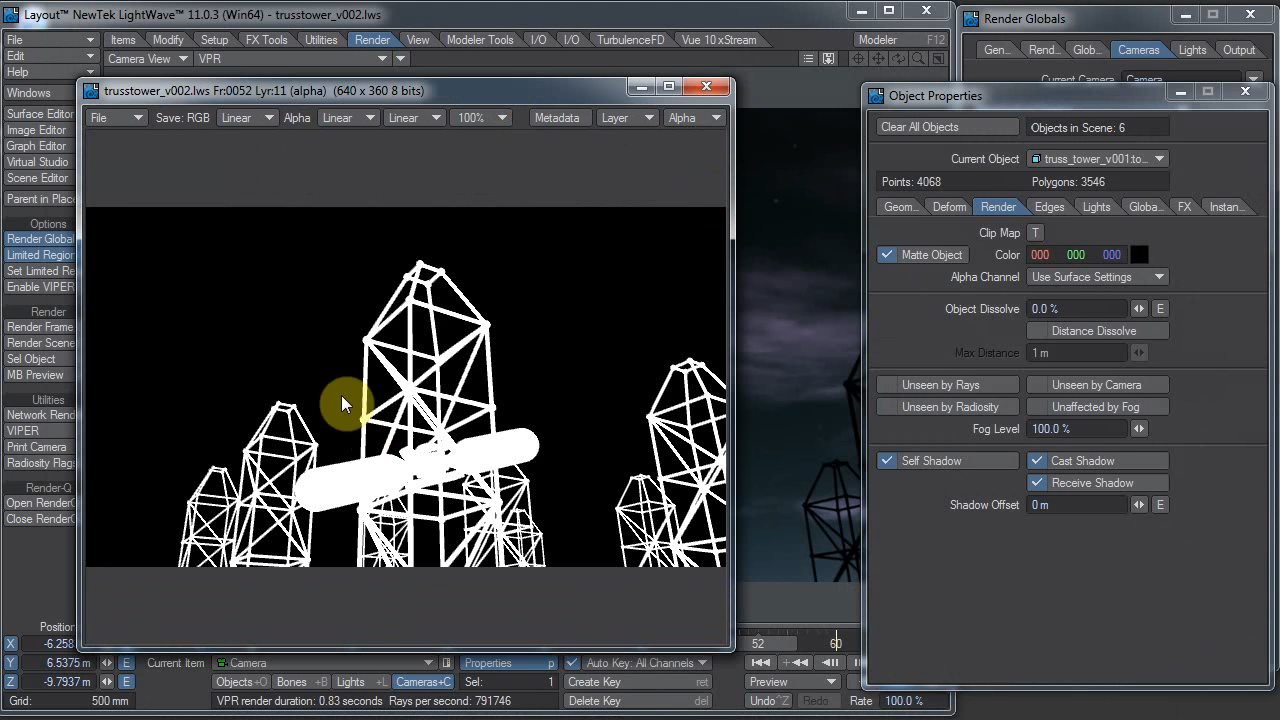 Layout™ NewTek LightWave™ 11.0.3 (Win64) - trusstower_v002.lws
File
Edit
Help
Items Modify Setup FX Tools Utilities Render View Modeler Tools I/O I/O TurbulenceFD Vue 10 xStream Modeler F12
Camera View VPR
Windows
Surface Editor
Image Editor
Graph Editor
Virtual Studio
Scene Editor
Parent in Place
Options
Render Globals
Limited Region
Set Limited Re
Enable VIPER
Render
Render Frame
Render Scene
Sel Object
MB Preview
Utilities
Network Rend
VIPER
Print Camera
Radiosity Flags
Render-Q
Open RenderQ
Close RenderQ
trusstower_v002.lws Fr:0052 Lyr:11 (alpha) (640 x 360 8 bits)
File Save: RGB Linear Alpha Linear Linear 100% Metadata Layer Alpha
Render Globals
Gen... Rend... Glob... Cameras Lights Output
Current Camera Camera
Object Properties
Clear All Objects Objects in Scene: 6
Current Object truss_tower_v001:to...
Points: 4068 Polygons: 3546
Geom... Deform Render Edges Lights Globa... FX Instan...
Clip Map T
Matte Object Color 000 000 000
Alpha Channel Use Surface Settings
Object Dissolve 0.0 % E
Distance Dissolve
Max Distance 1 m
Unseen by Rays Unseen by Camera
Unseen by Radiosity Unaffected by Fog
Fog Level 100.0 %
Self Shadow Cast Shadow
Receive Shadow
Shadow Offset 0 m E
Position
X -6.258
Y 6.5375 m E
Z -9.7937 m E
Grid: 500 mm
52 60
Current Item Camera Properties p Auto Key: All Channels
Objects +O Bones +B Lights +L Cameras +C Sel: 1 Create Key ret Preview
VPR render duration: 0.83 seconds Rays per second: 791746 Delete Key del Undo ^Z Redo Rate 100.0 %